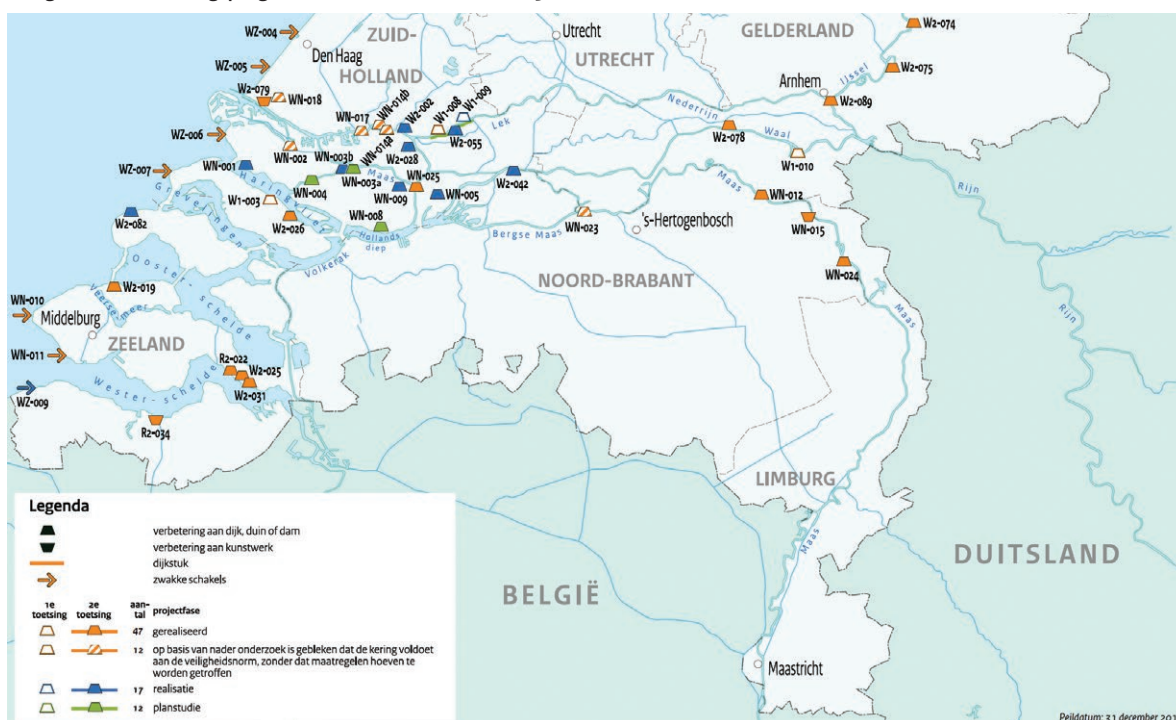 WZ-004
Den Haag
ZUID-
HOLLAND
Utrecht
UTRECHT
GELDERLAND
W2-074
WZ-005
W2-079
WN-018
W2-075
IJssel
Arnhem
W2-089
WN-017
WN-014b
WN-014a
W2-002
W1-008
W1-009
Lek
W2-055
Nederrijn
W2-078
Waal
W1-010
WZ-006
WN-002
W2-028
WZ-007
WN-001
WN-003b
WN-003a
Maas
WN-025
WN-004
WN-009
WN-005
W2-042
Maas
WN-012
Rijn
Haringvliet
Grevelingen
W1-003
W2-026
WN-008
Hollands
diep
W2-082
WN-023
's-Hertogenbosch
WN-015
Bergse Maas
Volkerak
WN-024
Ooster-
schelde
NOORD-BRABANT
W2-019
Veerse
meer
WN-010
Middelburg
Maas
Rijn
WN-011
ZEELAND
R2-022
W2-025
W2-031
WZ-009
Wester-
schelde
R2-034
LIMBURG
Maas
DUITSLAND
BELGIË
Maastricht
Legenda
verbetering aan dijk, duin of dam
verbetering aan kunstwerk
dijkstuk
zwakke schakels
1e toetsing 2e toetsing aan-tal projectfase
47 gerealiseerd
12 op basis van nader onderzoek is gebleken dat de kering voldoet
aan de veiligheidsnorm, zonder dat maatregelen hoeven te
worden getroffen
17 realisatie
12 planstudie
Peildatum: 31 december